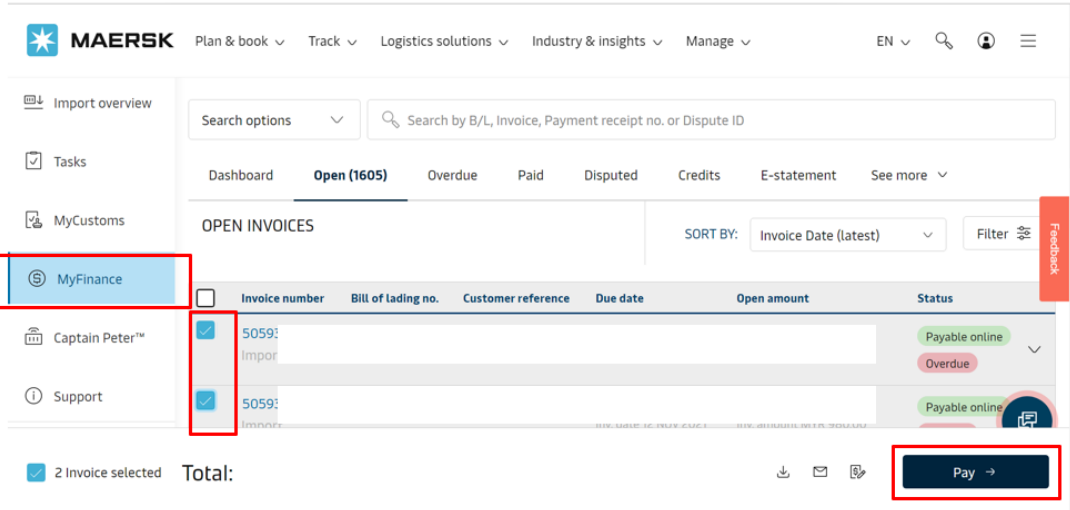 MAERSK Plan & book Track Logistics solutions Industry & insights Manage EN
Import overview
Tasks
MyCustoms
MyFinance
Captain Peter™
Support
Search options Search by B/L, Invoice, Payment receipt no. or Dispute ID
Dashboard Open (1605) Overdue Paid Disputed Credits E-statement See more
OPEN INVOICES SORT BY: Invoice Date (latest) Filter
Feedback
Invoice number Bill of lading no. Customer reference Due date Open amount Status
5059 Payable online
Impor Overdue
5059 Payable online
2 Invoice selected Total: Pay →